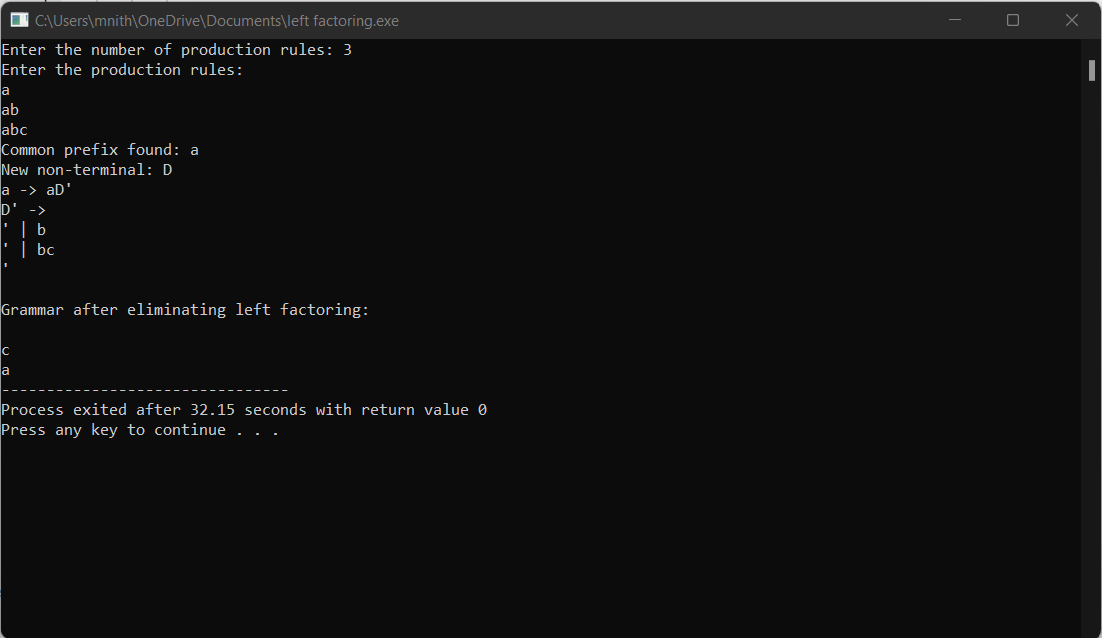 C:\Users\mnith\OneDrive\Documents\left factoring.exe
Enter the number of production rules: 3
Enter the production rules:
a
ab
abc
Common prefix found: a
New non-terminal: D
a -> aD'
D' ->
' | b
' | bc
'
Grammar after eliminating left factoring:
c
a
--------------------------------
Process exited after 32.15 seconds with return value 0
Press any key to continue . . .